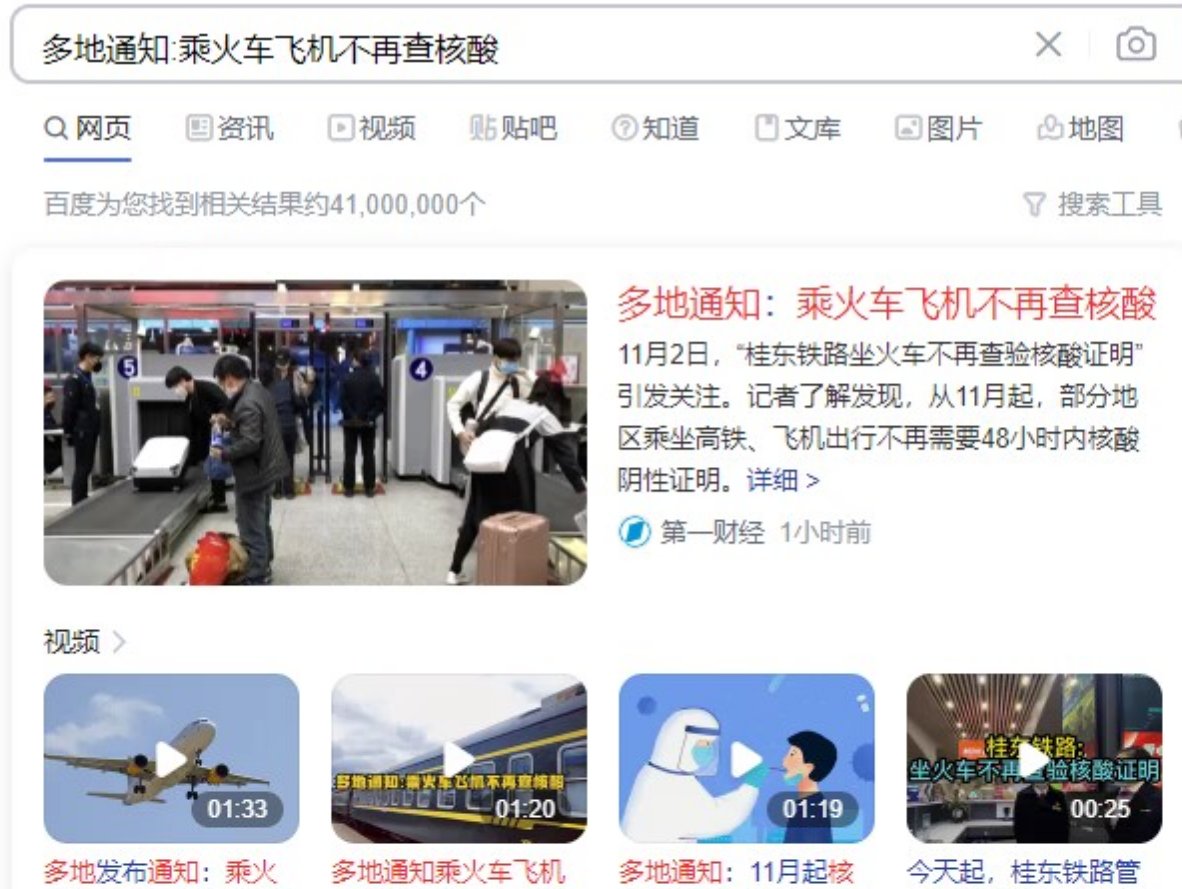 多地通知:乘火车飞机不再查核酸
网页 资讯 视频 贴吧 知道 文库 图片 地图
百度为您找到相关结果约41,000,000个 搜索工具
5 4
多地通知：乘火车飞机不再查核酸
11月2日，“桂东铁路坐火车不再查验核酸证明”
引发关注。记者了解发现，从11月起，部分地
区乘坐高铁、飞机出行不再需要48小时内核酸
阴性证明。详细 >
第一财经 1小时前
视频
01:33
多地通知:乘火车飞机不再查核酸
01:20
01:19
桂东铁路:
坐火车不再查验核酸证明
00:25
多地发布通知：乘火
多地通知乘火车飞机
多地通知：11月起核
今天起，桂东铁路管